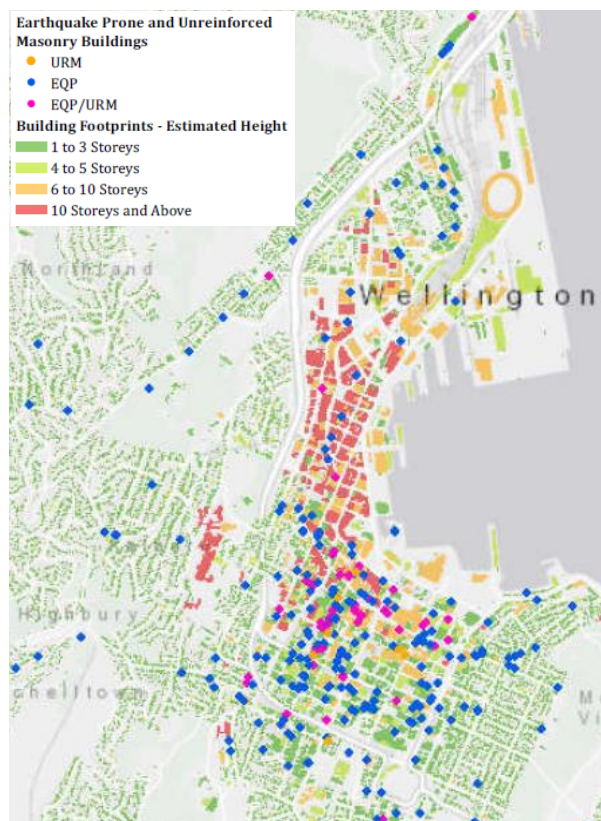 Earthquake Prone and Unreinforced
Masonry Buildings
URM
EQP
EQP/URM
Building Footprints - Estimated Height
1 to 3 Storeys
4 to 5 Storeys
6 to 10 Storeys
10 Storeys and Above
Northland
Wellington
Highbury